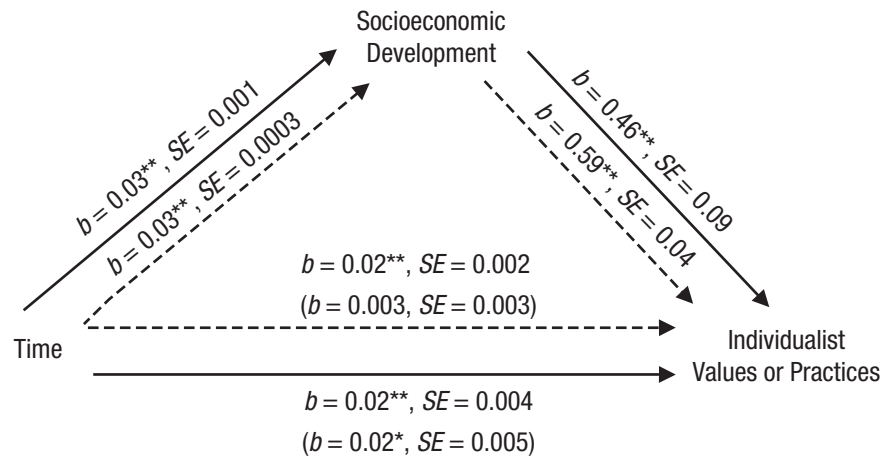 Socioeconomic
Development
b = 0.03**, SE = 0.001
b = 0.03**, SE = 0.0003
b = 0.46**, SE = 0.09
b = 0.59**, SE = 0.04
b = 0.02**, SE = 0.002
(b = 0.003, SE = 0.003)
Time
Individualist
Values or Practices
b = 0.02**, SE = 0.004
(b = 0.02*, SE = 0.005)